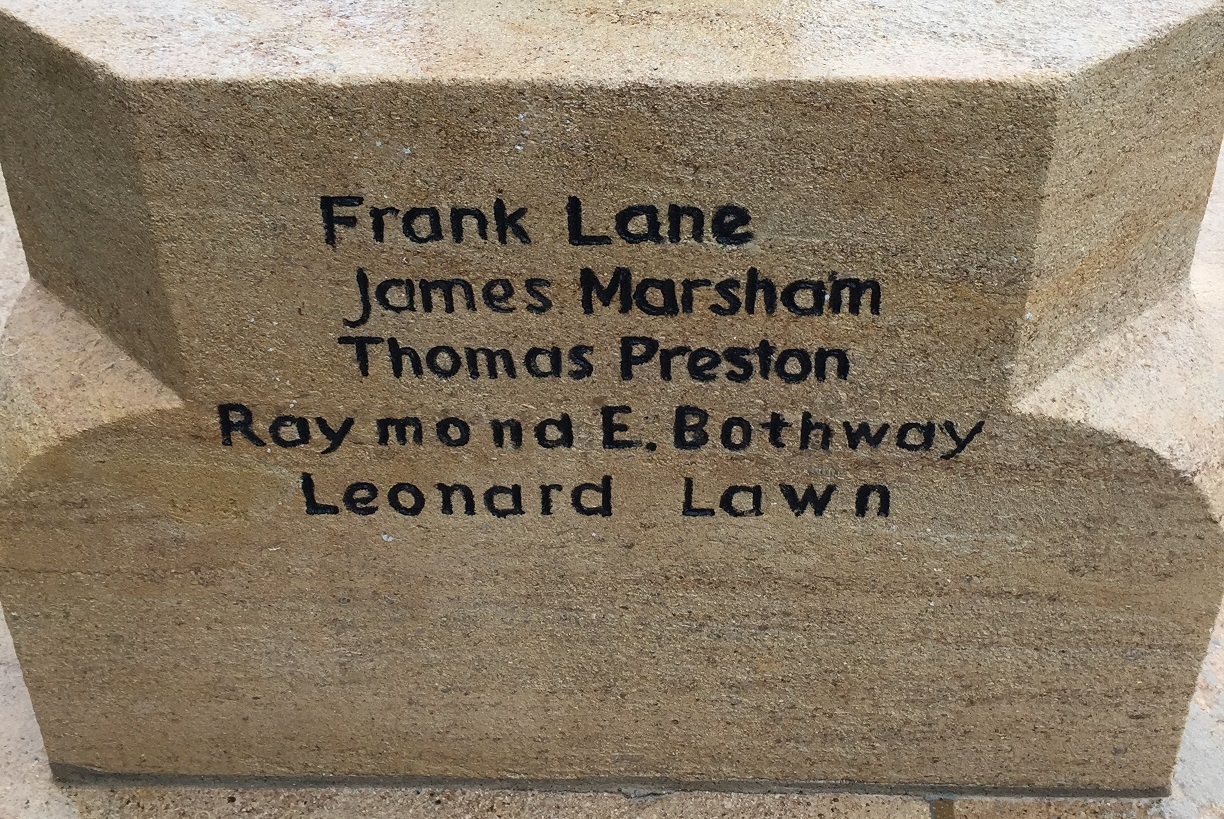 Frank Lane
James Marsham
Thomas Preston
Raymond E. Bothway
Leonard Lawn